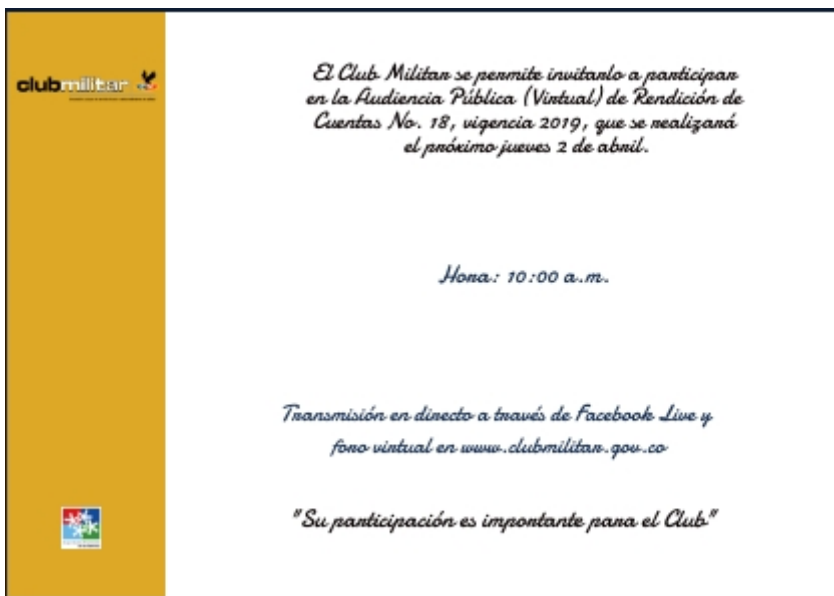 clubmilitar
El Club Militar se permite invitarlo a participar
en la Audiencia Pública (Virtual) de Rendición de
Cuentas No. 18, vigencia 2019, que se realizará
el próximo jueves 2 de abril.
Hora: 10:00 a.m.
Transmisión en directo a través de Facebook Live y
foro virtual en www.clubmilitar.gov.co
"Su participación es importante para el Club"